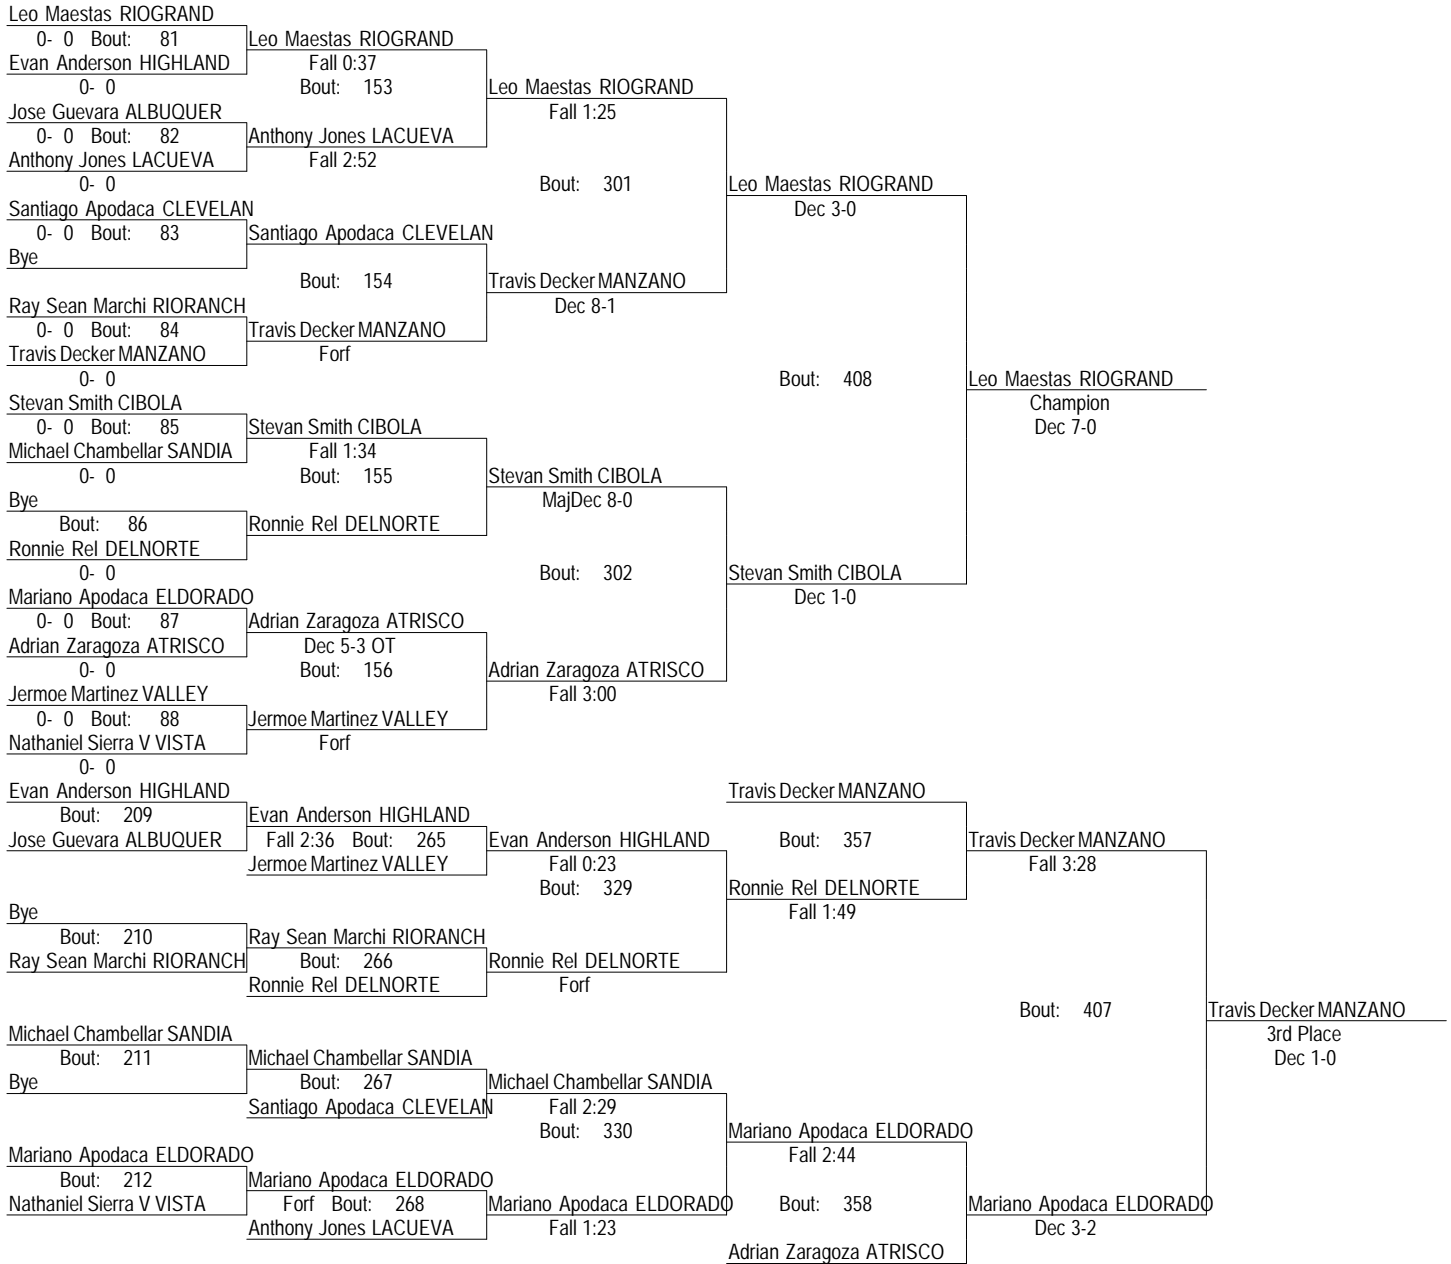 Leo Maestas RIOGRAND
0- 0 Bout: 81 Leo Maestas RIOGRAND
Evan Anderson HIGHLAND Fall 0:37
0- 0 Bout: 153 Leo Maestas RIOGRAND
Jose Guevara ALBUQUER Fall 1:25
0- 0 Bout: 82 Anthony Jones LACUEVA
Anthony Jones LACUEVA Fall 2:52
0- 0 Bout: 301 Leo Maestas RIOGRAND
Santiago Apodaca CLEVELAN Dec 3-0
0- 0 Bout: 83 Santiago Apodaca CLEVELAN
Bye
Bout: 154 Travis Decker MANZANO
Ray Sean Marchi RIORANCH Dec 8-1
0- 0 Bout: 84 Travis Decker MANZANO
Travis Decker MANZANO Forf
0- 0 Bout: 408 Leo Maestas RIOGRAND
Stevan Smith CIBOLA Champion
0- 0 Bout: 85 Stevan Smith CIBOLA Dec 7-0
Michael Chambellar SANDIA Fall 1:34
0- 0 Bout: 155 Stevan Smith CIBOLA
Bye MajDec 8-0
Bout: 86 Ronnie Rel DELNORTE
Ronnie Rel DELNORTE
0- 0 Bout: 302 Stevan Smith CIBOLA
Mariano Apodaca ELDORADO Dec 1-0
0- 0 Bout: 87 Adrian Zaragoza ATRISCO
Adrian Zaragoza ATRISCO Dec 5-3 OT
0- 0 Bout: 156 Adrian Zaragoza ATRISCO
Jermoe Martinez VALLEY Fall 3:00
0- 0 Bout: 88 Jermoe Martinez VALLEY
Nathaniel Sierra V VISTA Forf
0- 0
Evan Anderson HIGHLAND Travis Decker MANZANO
Bout: 209 Evan Anderson HIGHLAND
Jose Guevara ALBUQUER Fall 2:36 Bout: 265 Evan Anderson HIGHLAND Bout: 357 Travis Decker MANZANO
Jermoe Martinez VALLEY Fall 0:23 Fall 3:28
Bout: 329 Ronnie Rel DELNORTE
Bye Fall 1:49
Bout: 210 Ray Sean Marchi RIORANCH
Ray Sean Marchi RIORANCH Bout: 266 Ronnie Rel DELNORTE
Ronnie Rel DELNORTE Forf
Bout: 407 Travis Decker MANZANO
Michael Chambellar SANDIA 3rd Place
Bout: 211 Michael Chambellar SANDIA Dec 1-0
Bye Bout: 267 Michael Chambellar SANDIA
Santiago Apodaca CLEVELAN Fall 2:29
Bout: 330 Mariano Apodaca ELDORADO
Mariano Apodaca ELDORADO Fall 2:44
Bout: 212 Mariano Apodaca ELDORADO
Nathaniel Sierra V VISTA Forf Bout: 268 Mariano Apodaca ELDORADO Bout: 358 Mariano Apodaca ELDORADO
Anthony Jones LACUEVA Fall 1:23 Dec 3-2
Adrian Zaragoza ATRISCO